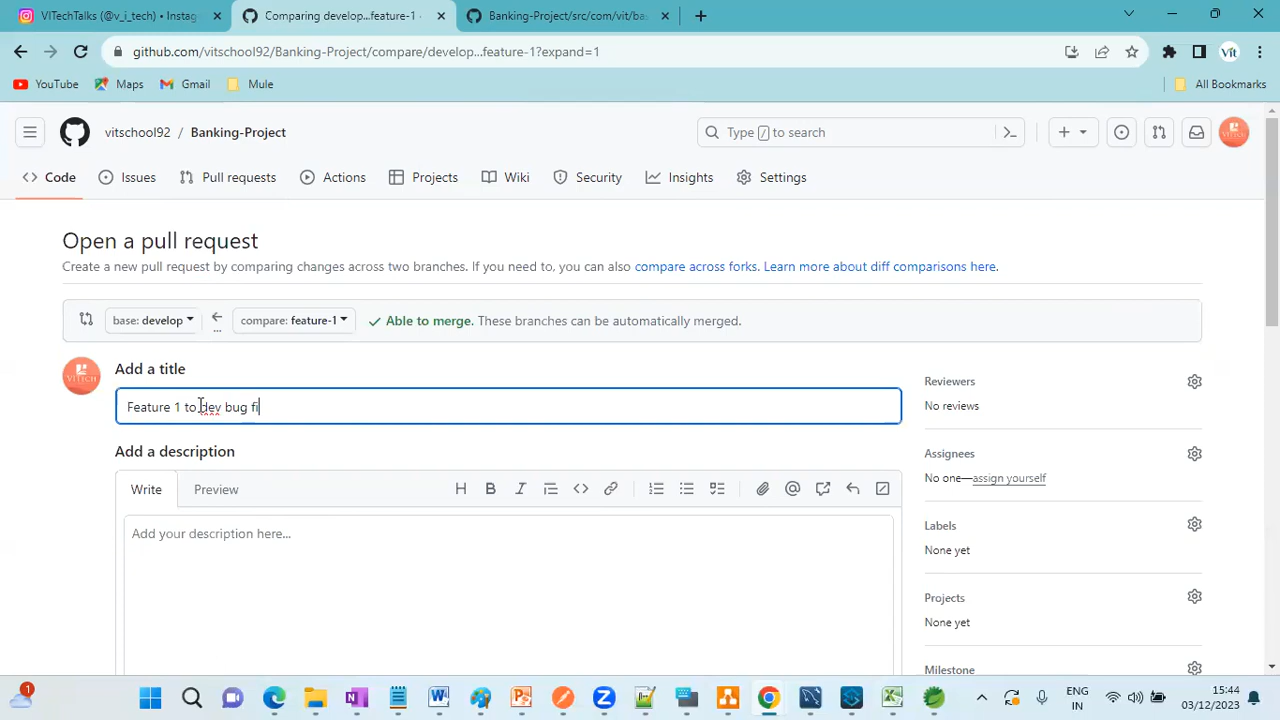 VITechTalks (@v_i_tech) • Instag
Comparing develop...feature-1 ·
Banking-Project/src/com/vit/ba
github.com/vitschool92/Banking-Project/compare/develop...feature-1?expand=1
Vit
YouTube
Maps
Gmail
Mule
All Bookmarks
vitschool92 / Banking-Project
Type / to search
VITECH
Code
Issues
Pull requests
Actions
Projects
Wiki
Security
Insights
Settings
Open a pull request
Create a new pull request by comparing changes across two branches. If you need to, you can also compare across forks. Learn more about diff comparisons here.
base: develop
...
compare: feature-1
Able to merge. These branches can be automatically merged.
VITECH
Add a title
Feature 1 to dev bug fi
Add a description
Write
Preview
Add your description here...
Reviewers
No reviews
Assignees
No one—assign yourself
Labels
None yet
Projects
None yet
Milestone
1
ENG
IN
15:44
03/12/2023